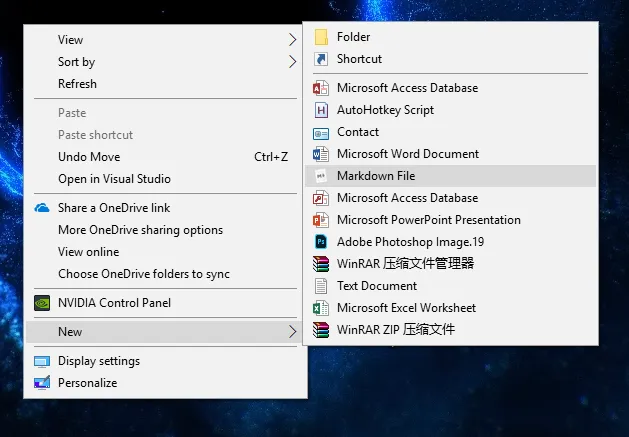 View
Sort by
Refresh
Paste
Paste shortcut
Undo Move Ctrl+Z
Open in Visual Studio
Share a OneDrive link
More OneDrive sharing options
View online
Choose OneDrive folders to sync
NVIDIA Control Panel
New
Display settings
Personalize
Folder
Shortcut
Microsoft Access Database
AutoHotkey Script
Contact
Microsoft Word Document
Markdown File
Microsoft Access Database
Microsoft PowerPoint Presentation
Adobe Photoshop Image.19
WinRAR 压缩文件管理器
Text Document
Microsoft Excel Worksheet
WinRAR ZIP 压缩文件